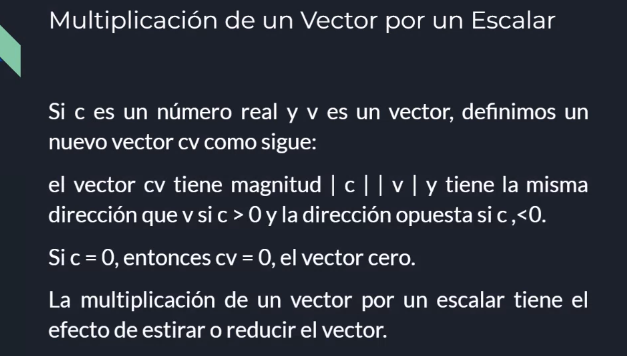 Multiplicación de un Vector por un Escalar
Si c es un número real y v es un vector, definimos un
nuevo vector cv como sigue:
el vector cv tiene magnitud | c | | v | y tiene la misma
dirección que v si c > 0 y la dirección opuesta si c ,<0.
Si c = 0, entonces cv = 0, el vector cero.
La multiplicación de un vector por un escalar tiene el
efecto de estirar o reducir el vector.